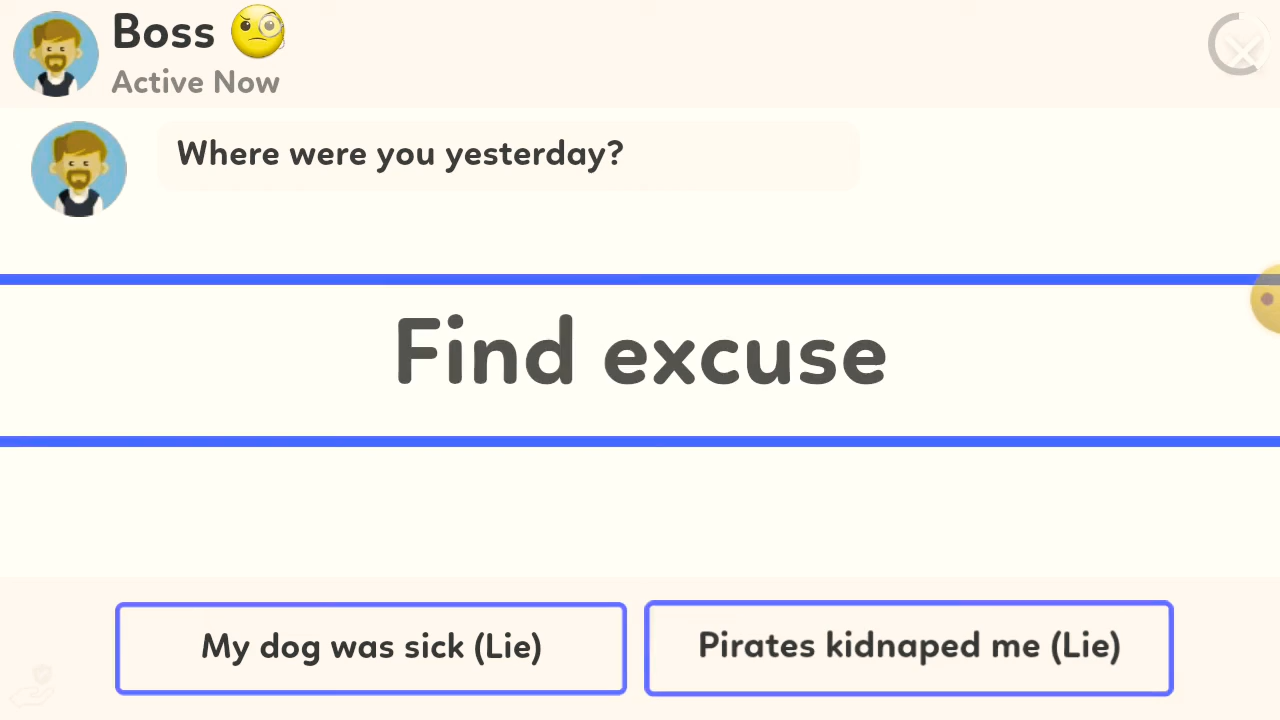 Boss
Active Now
Where were you yesterday?
Find excuse
My dog was sick (Lie)
Pirates kidnaped me (Lie)